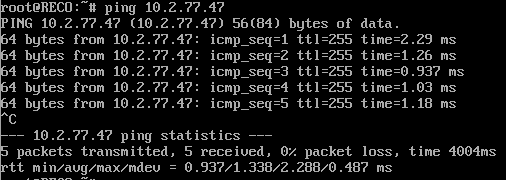 root@RECO:~# ping 10.2.77.47
PING 10.2.77.47 (10.2.77.47) 56(84) bytes of data.
64 bytes from 10.2.77.47: icmp_seq=1 ttl=255 time=2.29 ms
64 bytes from 10.2.77.47: icmp_seq=2 ttl=255 time=1.26 ms
64 bytes from 10.2.77.47: icmp_seq=3 ttl=255 time=0.937 ms
64 bytes from 10.2.77.47: icmp_seq=4 ttl=255 time=1.03 ms
64 bytes from 10.2.77.47: icmp_seq=5 ttl=255 time=1.18 ms
^C
--- 10.2.77.47 ping statistics ---
5 packets transmitted, 5 received, 0% packet loss, time 4004ms
rtt min/avg/max/mdev = 0.937/1.338/2.288/0.487 ms